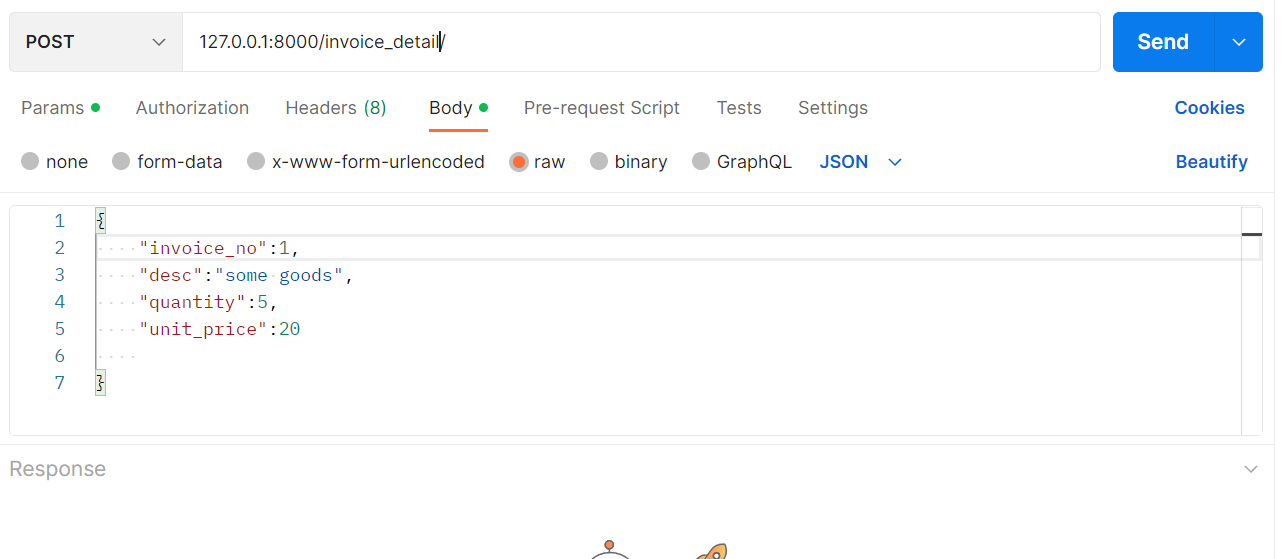 POST 127.0.0.1:8000/invoice_detail/ Send
Params Authorization Headers (8) Body Pre-request Script Tests Settings Cookies
none form-data x-www-form-urlencoded raw binary GraphQL JSON Beautify
1 {
2 "invoice_no":1,
3 "desc":"some goods",
4 "quantity":5,
5 "unit_price":20
6
7 }
Response